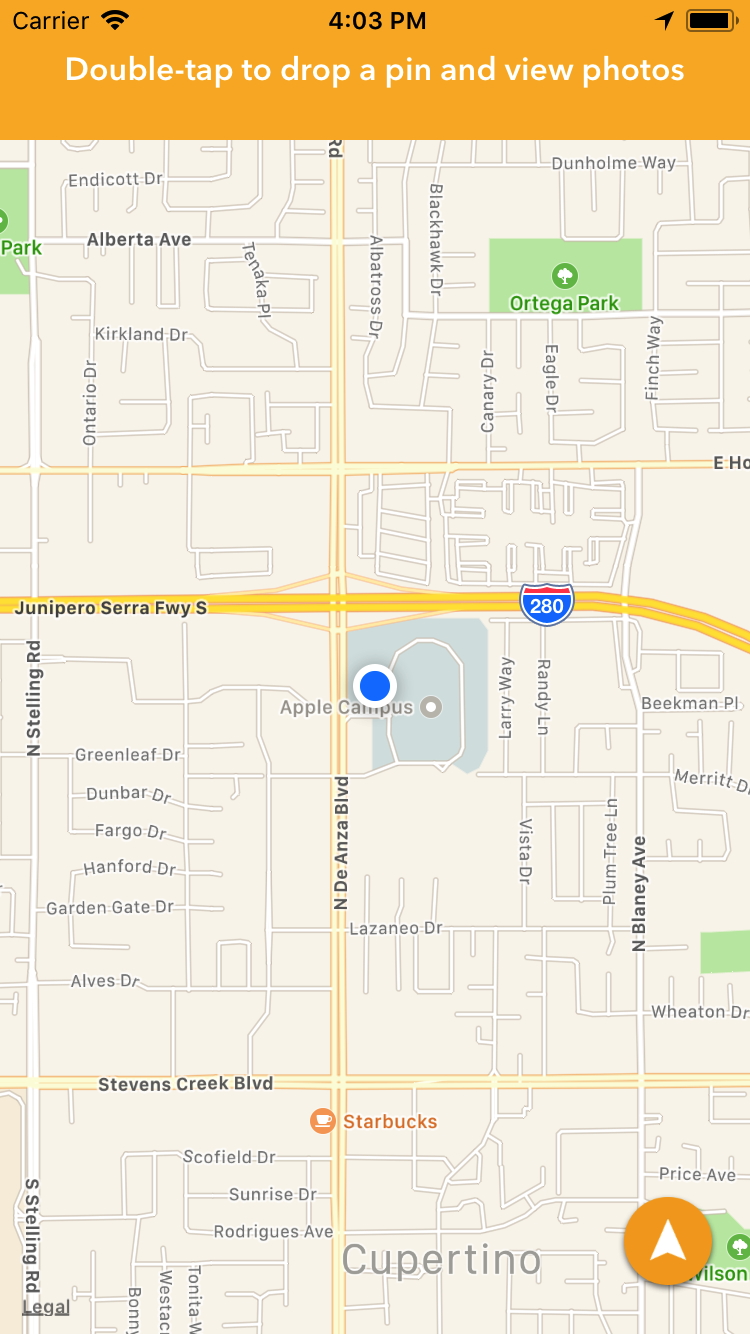 Carrier 4:03 PM
Double-tap to drop a pin and view photos
Rd
Dunholme Way
Endicott Dr
Blackhawk Dr
Park
Alberta Ave
Tenaka Pl
Albatross Dr
Ortega Park
Kirkland Dr
Ontario Dr
Canary Dr
Eagle Dr
Finch Way
E Ho
Junipero Serra Fwy S
280
N Stelling Rd
Apple Campus
Larry Way
Randy Ln
Beekman Pl
Greenleaf Dr
Merritt D
Dunbar Dr
N De Anza Blvd
Fargo Dr
Vista Dr
Plum Tree Ln
N Blaney Ave
Hanford Dr
Garden Gate Dr
Lazaneo Dr
Alves Dr
Wheaton Dr
Stevens Creek Blvd
Starbucks
Scofield Dr
Price Ave
S Stelling Rd
Sunrise Dr
Rodrigues Ave
Cupertino
Wilson
Bonny
Westac
Tonita W
Legal